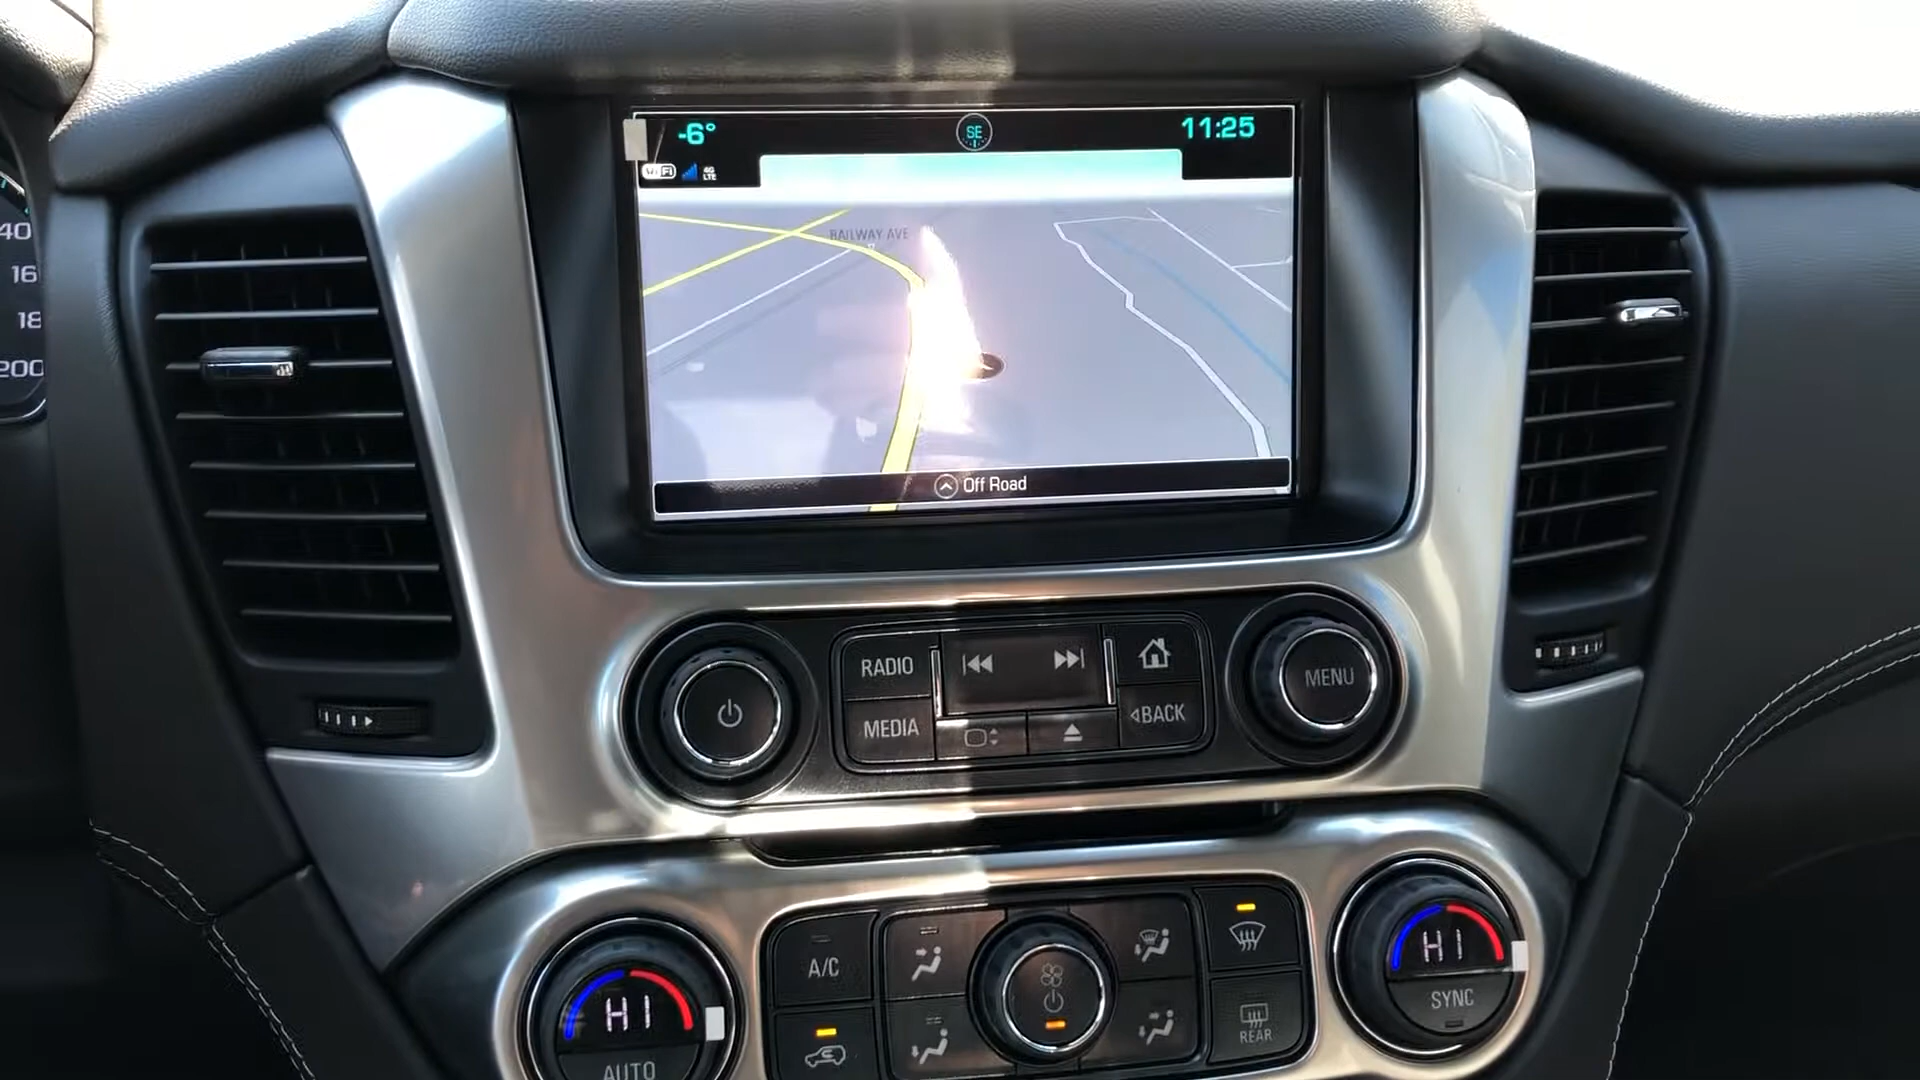 -6°
SE
11:25
WiFi
4G
LTE
RAILWAY AVE
Off Road
40
16
18
200
RADIO
MEDIA
BACK
MENU
HI
AUTO
A/C
REAR
HI
SYNC